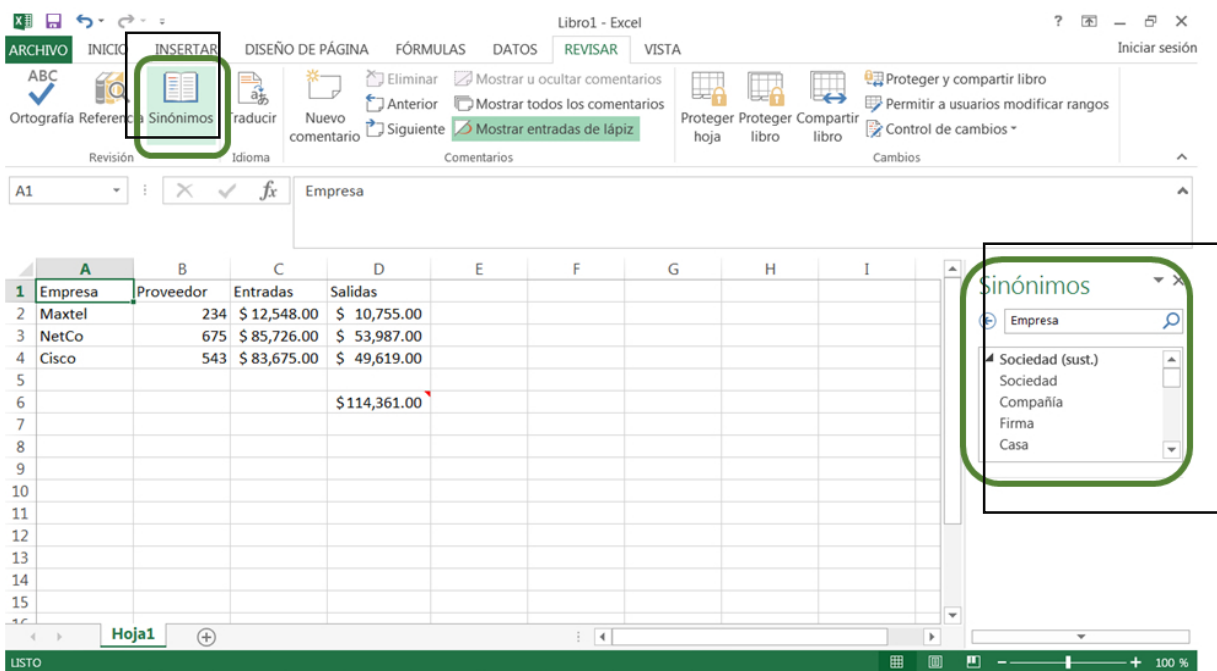 Libro1 - Excel
?
ARCHIVO INICIO INSERTAR DISEÑO DE PÁGINA FÓRMULAS DATOS REVISAR VISTA Iniciar sesión
ABC
Ortografía Referencia Sinónimos Traducir
Nuevo comentario
Eliminar Mostrar u ocultar comentarios
Anterior Mostrar todos los comentarios
Siguiente Mostrar entradas de lápiz
Proteger hoja
Proteger libro
Compartir libro
Proteger y compartir libro
Permitir a usuarios modificar rangos
Control de cambios
Revisión Idioma Comentarios Cambios
A1 fx Empresa
A B C D E F G H I
1 Empresa Proveedor Entradas Salidas
2 Maxtel 234 $ 12,548.00 $ 10,755.00
3 NetCo 675 $ 85,726.00 $ 53,987.00
4 Cisco 543 $ 83,675.00 $ 49,619.00
5
6 $114,361.00
7
8
9
10
11
12
13
14
15
16
Sinónimos
Empresa
Sociedad (sust.)
Sociedad
Compañía
Firma
Casa
Hoja1
LISTO 100 %